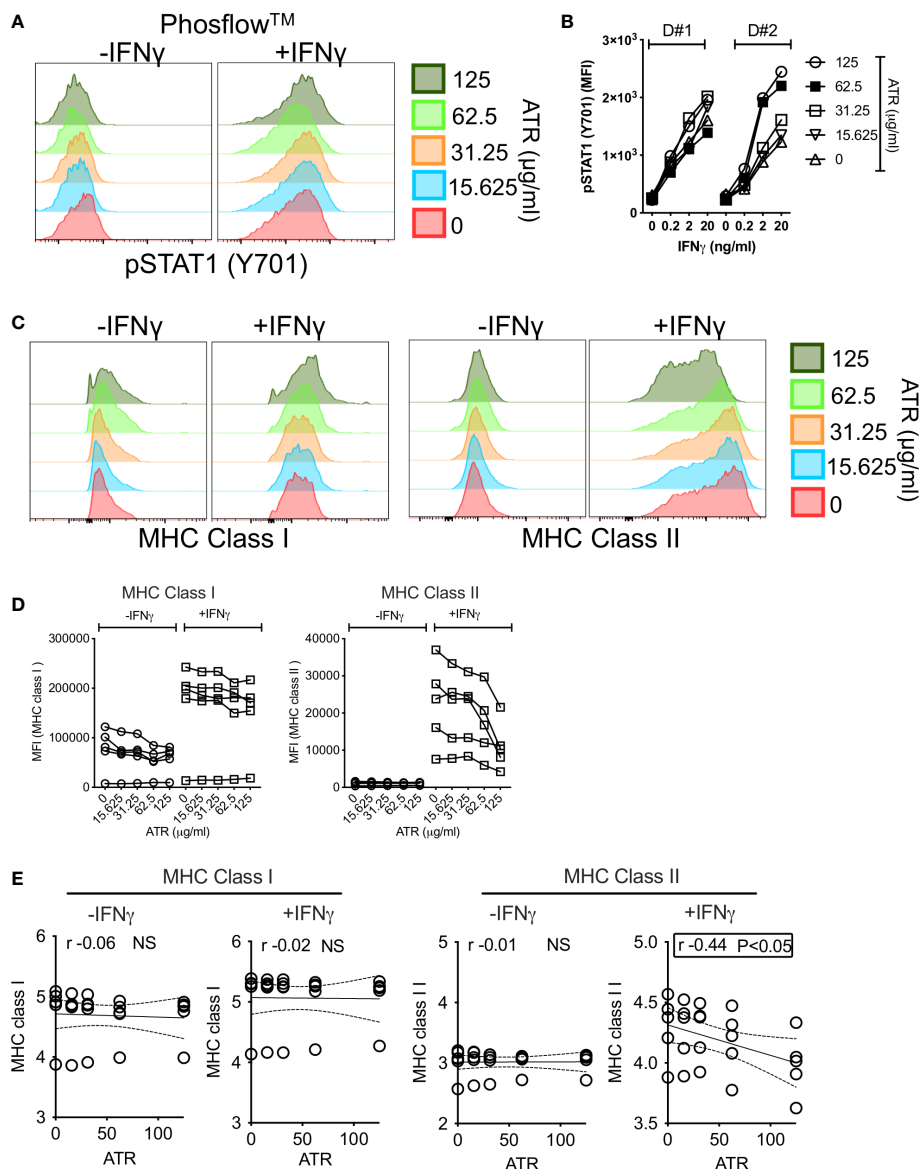 A
Phosflow™
-IFNγ +IFNγ
125
62.5
31.25
15.625
0
ATR (μg/ml)
pSTAT1 (Y701)
B
D#1 D#2
3×10³
2×10³
1×10³
0
pSTAT1 (Y701) (MFI)
0 0.2 2 20 0 0.2 2 20
IFNγ (ng/ml)
125
62.5
31.25
15.625
0
ATR (μg/ml)
C
-IFNγ +IFNγ -IFNγ +IFNγ
125
62.5
31.25
15.625
0
ATR (μg/ml)
MHC Class I MHC Class II
D
MHC Class I
-IFNγ +IFNγ
300000
200000
100000
0
MFI (MHC class I )
0 15.625 31.25 62.5 125 0 15.625 31.25 62.5 125
ATR (μg/ml)
MHC Class II
-IFNγ +IFNγ
40000
30000
20000
10000
0
MFI (MHC class II)
0 15.625 31.25 62.5 125 0 15.625 31.25 62.5 125
ATR (μg/ml)
E
MHC Class I MHC Class II
-IFNγ +IFNγ -IFNγ +IFNγ
r -0.06 NS
6
5
4
3
MHC class I
0 50 100
ATR
r -0.02 NS
6
5
4
3
MHC class I
0 50 100
ATR
r -0.01 NS
5
4
3
2
MHC class I I
0 50 100
ATR
r -0.44 P<0.05
5.0
4.5
4.0
3.5
MHC class I I
0 50 100
ATR